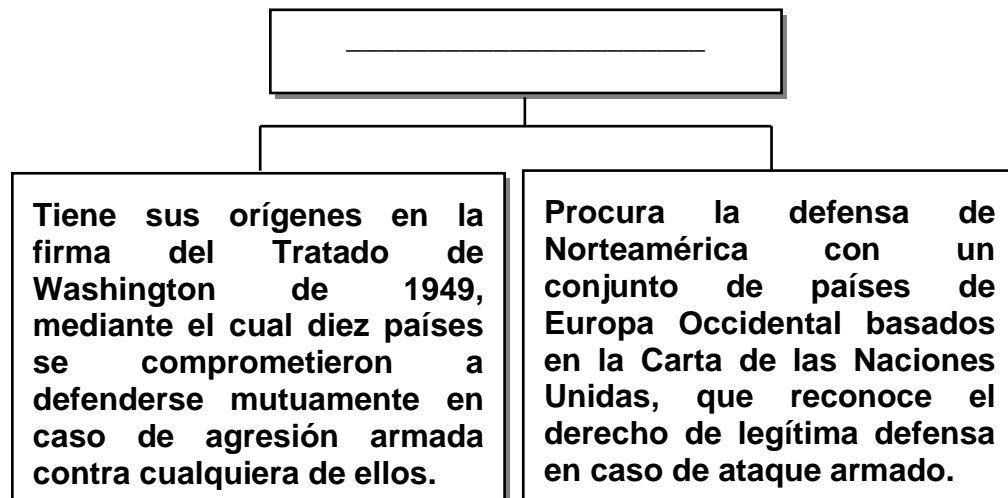 ______________________
Tiene sus orígenes en la
firma del Tratado de
Washington de 1949,
mediante el cual diez países
se comprometieron a
defenderse mutuamente en
caso de agresión armada
contra cualquiera de ellos.
Procura la defensa de
Norteamérica con un
conjunto de países de
Europa Occidental basados
en la Carta de las Naciones
Unidas, que reconoce el
derecho de legítima defensa
en caso de ataque armado.